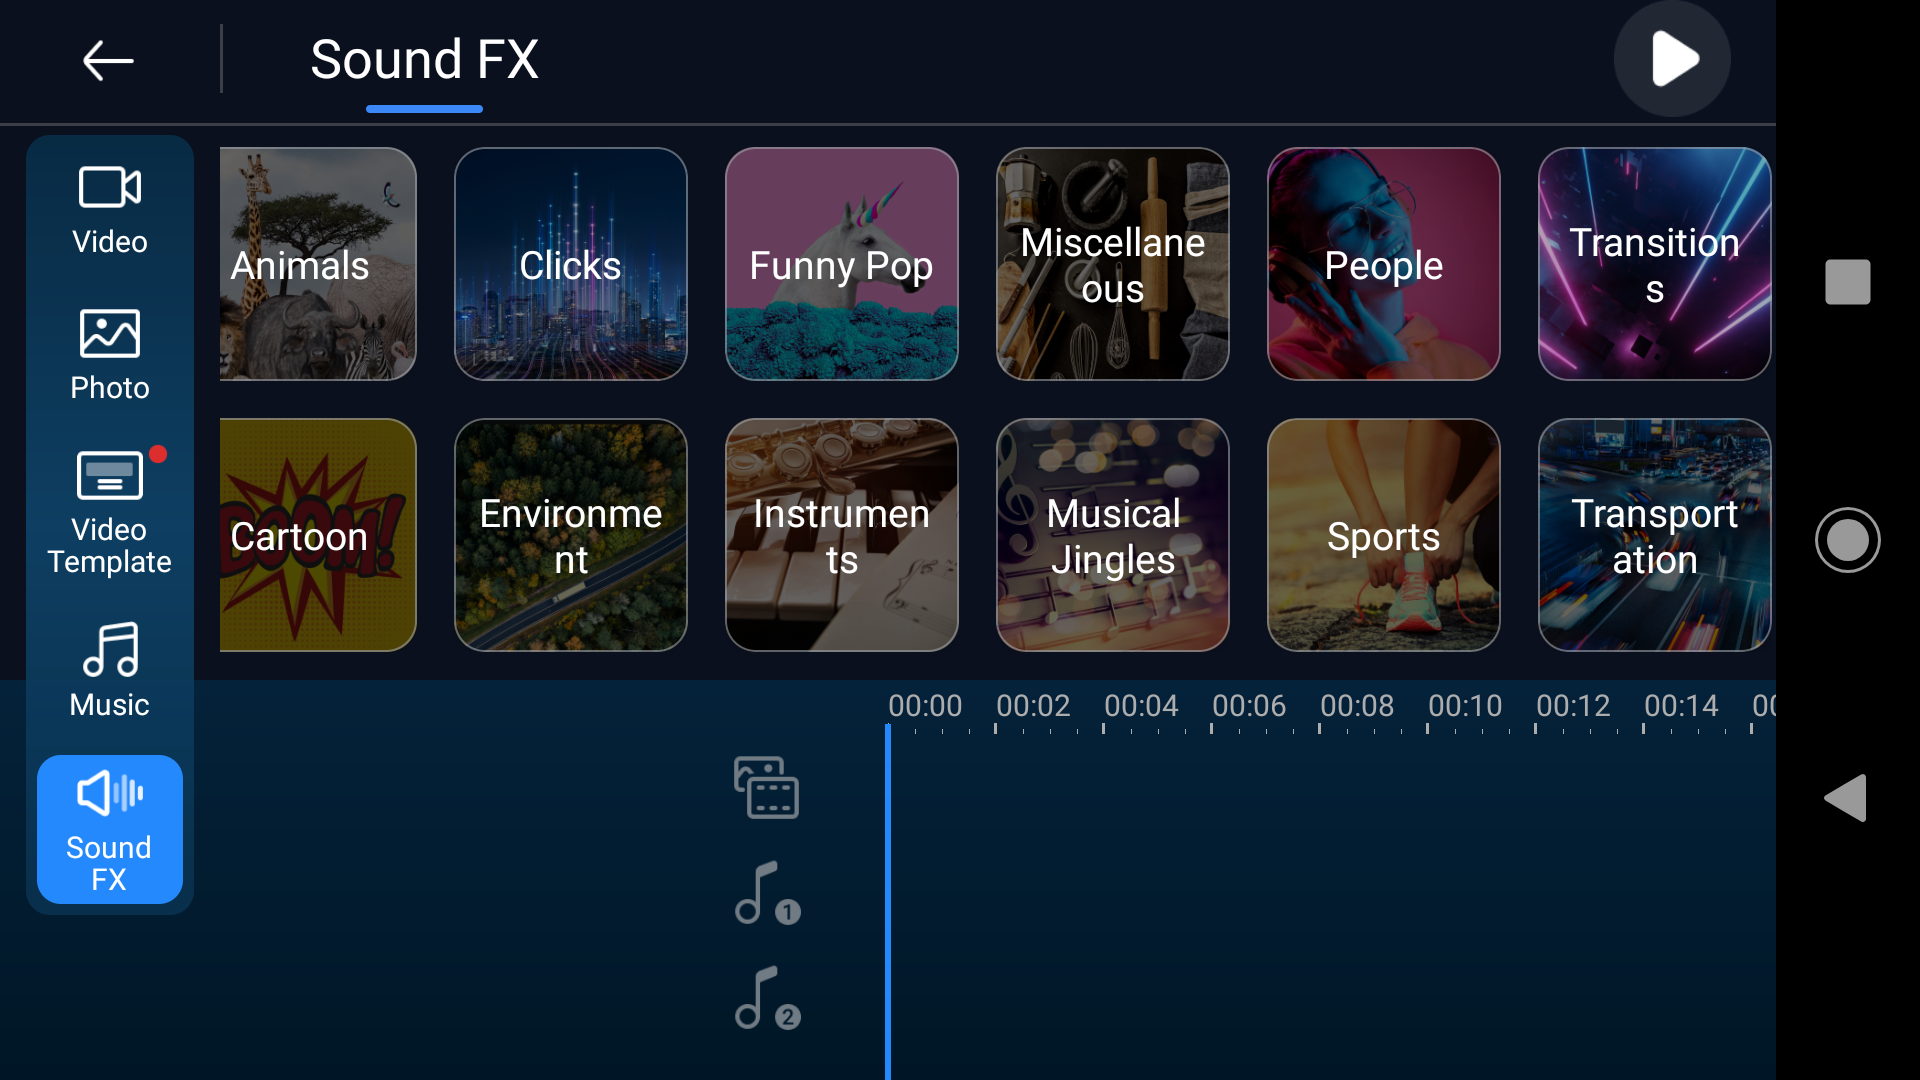 Sound FX
Video
Photo
Video
Template
Music
Sound
FX
Animals
Clicks
Funny Pop
Miscellane
ous
People
Transition
s
BOOM!
Cartoon
Environme
nt
Instrumen
ts
Musical
Jingles
Sports
Transport
ation
00:00 00:02 00:04 00:06 00:08 00:10 00:12 00:14
1
2